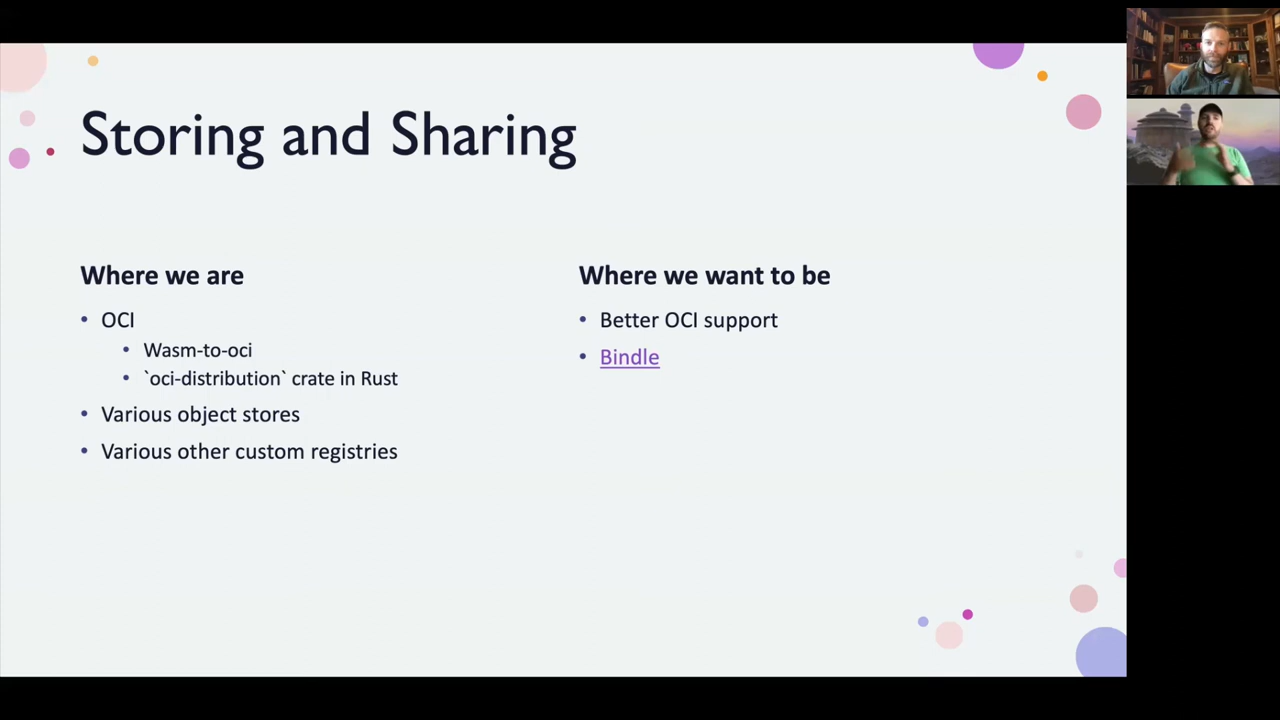 Storing and Sharing
Where we are
OCI
Wasm-to-oci
`oci-distribution` crate in Rust
Various object stores
Various other custom registries
Where we want to be
Better OCI support
Bindle